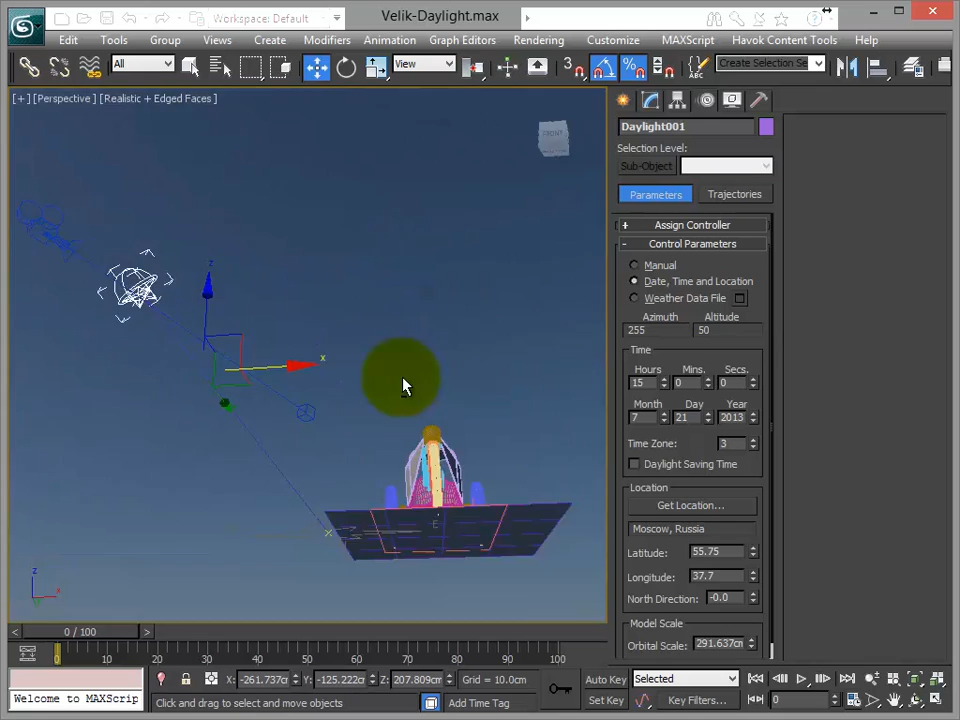 Workspace: Default
Velik-Daylight.max
Edit Tools Group Views Create Modifiers Animation Graph Editors Rendering Customize MAXScript Havok Content Tools Help
All View 3 % ABC Create Selection Se
[+] [Perspective ] [Realistic + Edged Faces ]
FRONT
Daylight001
Selection Level:
Sub-Object
Parameters Trajectories
+ Assign Controller
- Control Parameters
Manual
Date, Time and Location
Weather Data File
Azimuth Altitude
255 50
Time
Hours Mins. Secs.
15 0 0
Month Day Year
7 21 2013
Time Zone: 3
Daylight Saving Time
Location
Get Location...
Moscow, Russia
Latitude: 55.75
Longitude: 37.7
North Direction: -0.0
Model Scale
Orbital Scale: 291.637cm
z
x
z
x
< 0 / 100 >
0 10 20 30 40 50 60 70 80 90 100
X: -261.737cm Y: -125.222cm Z: 207.809cm Grid = 10.0cm
Auto Key Selected
Welcome to MAXScrip
Click and drag to select and move objects
Add Time Tag
Set Key Key Filters... 0